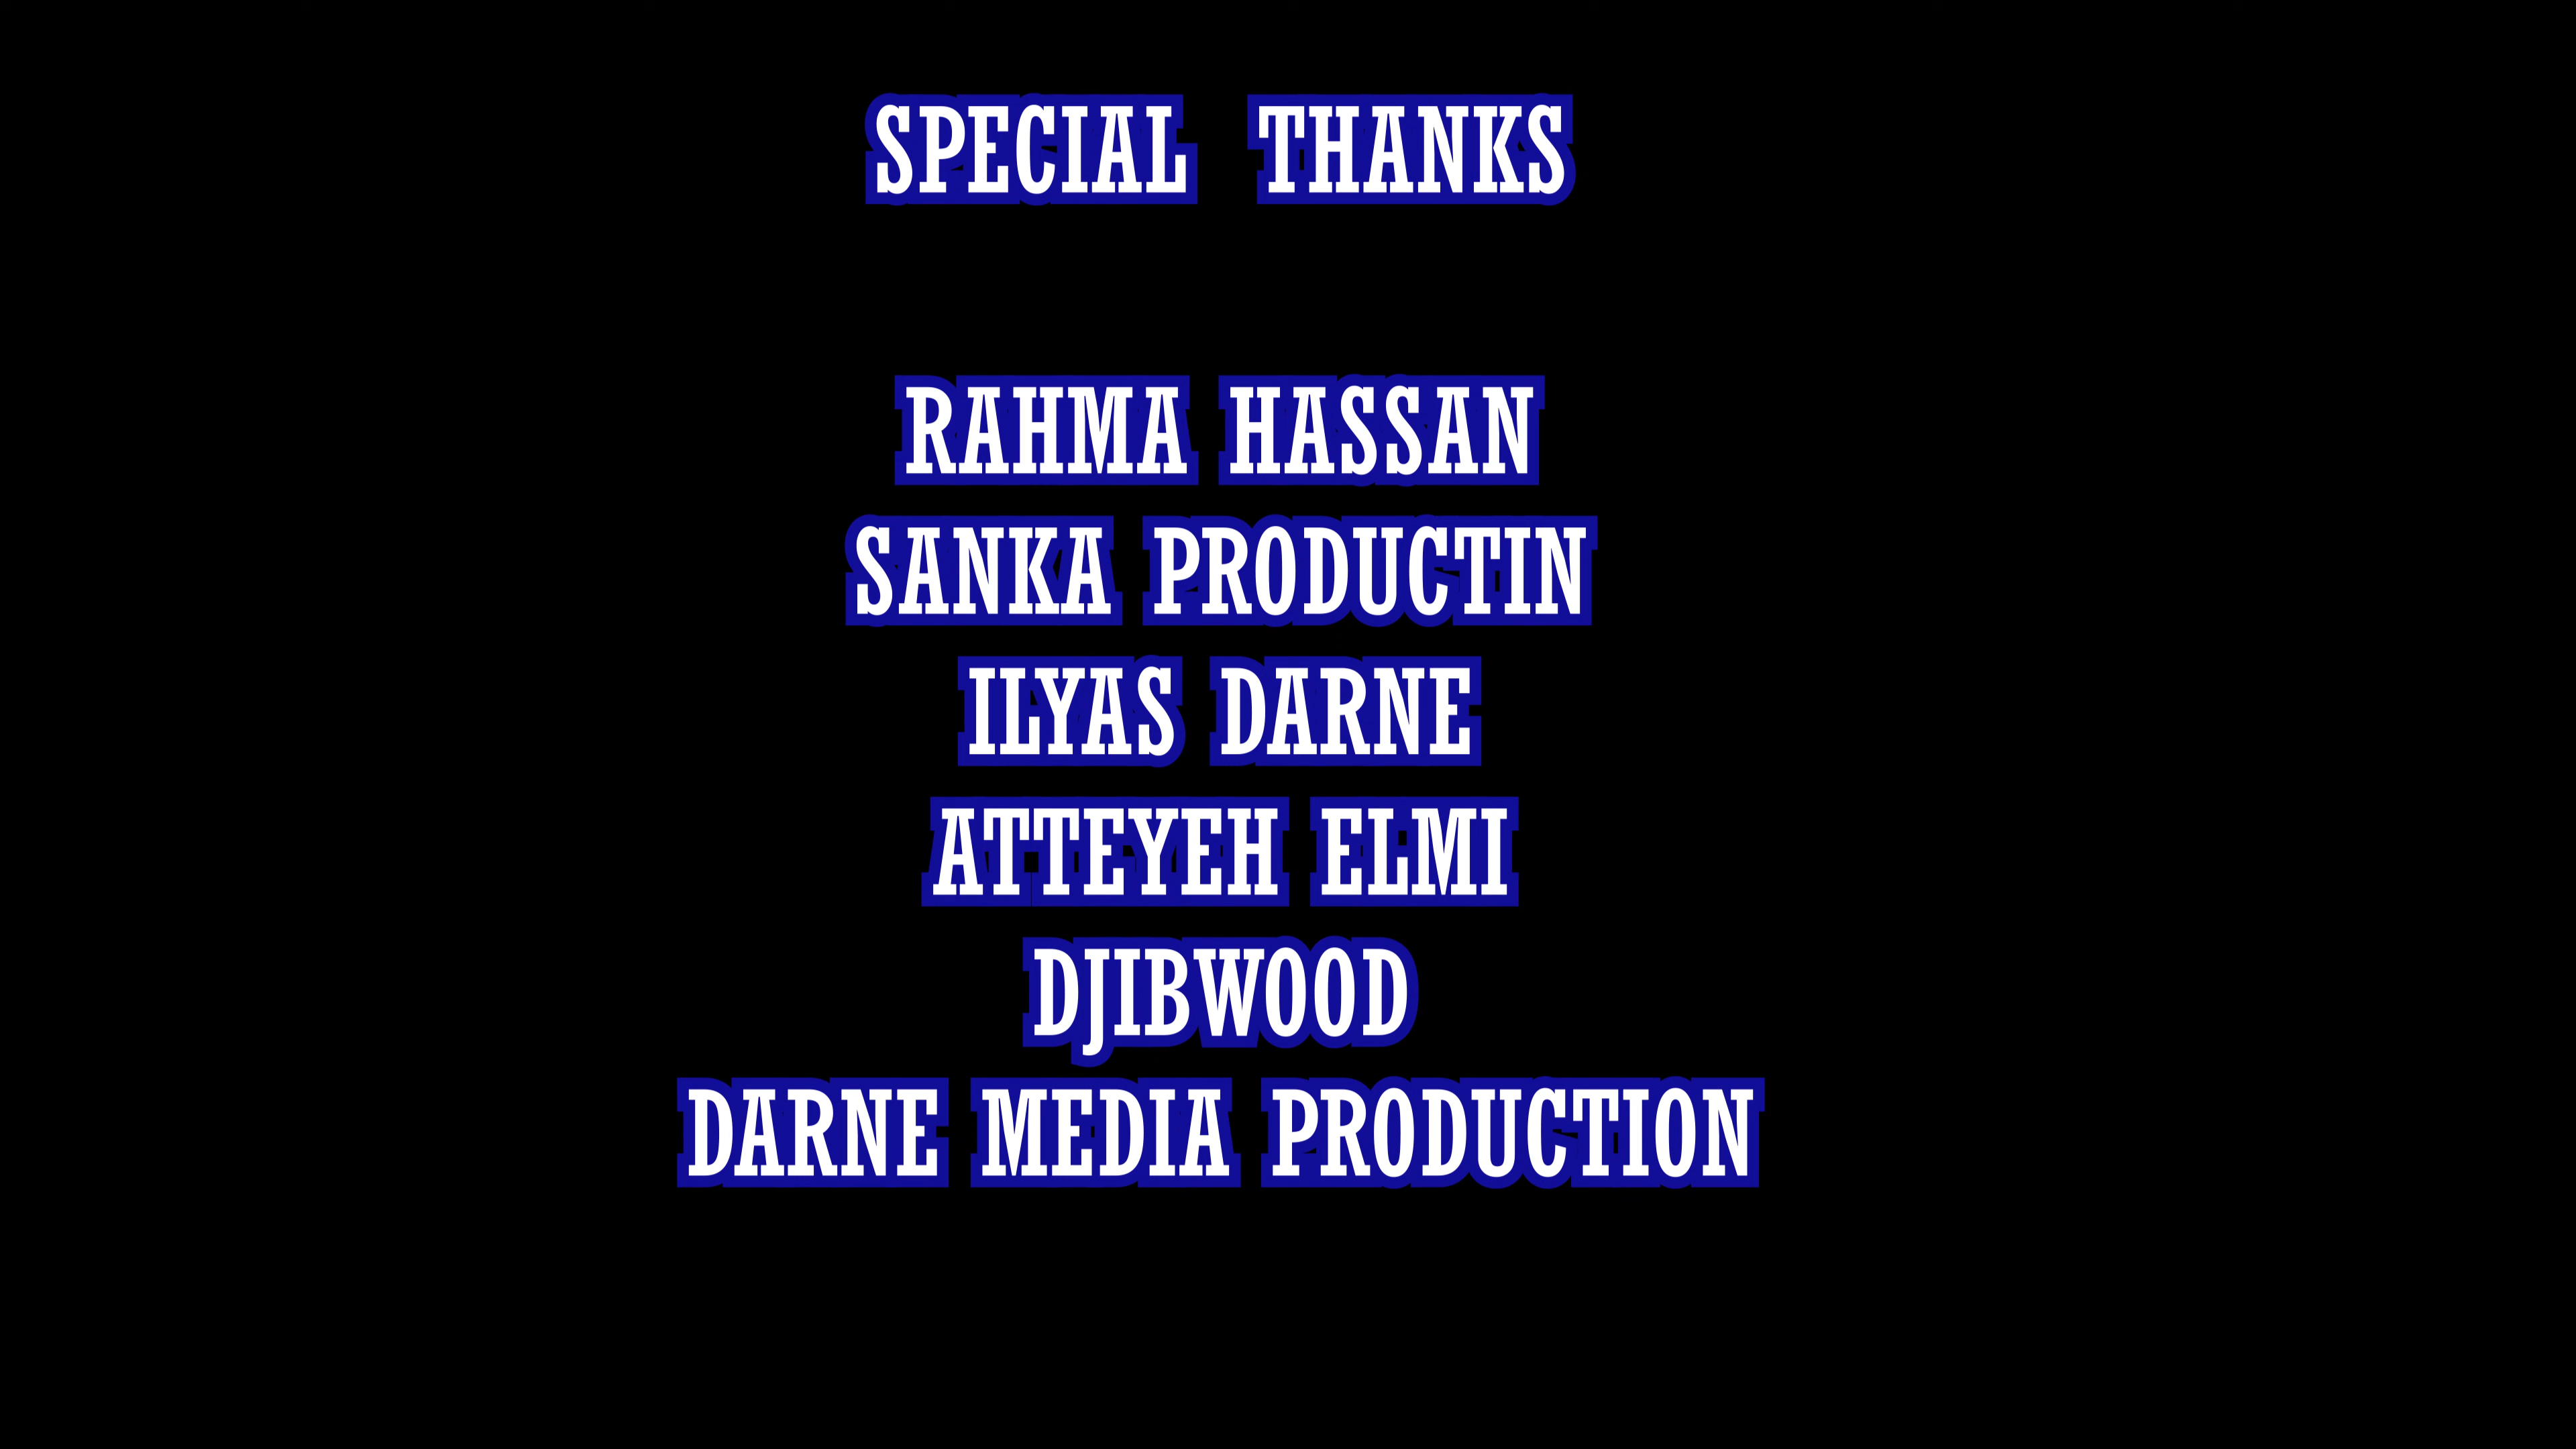 SPECIAL THANKS
RAHMA HASSAN
SANKA PRODUCTIN
ILYAS DARNE
ATTEYEH ELMI
DJIBWOOD
DARNE MEDIA PRODUCTION